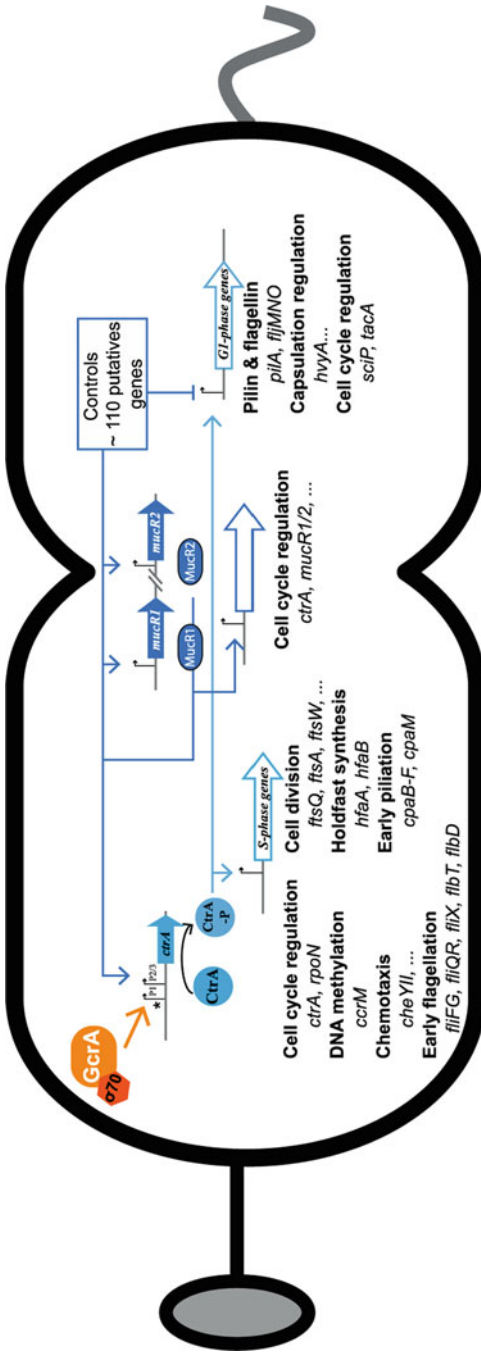 GcrA
σ70
*
P1
P2/3
ctrA
CtrA
CtrA
-P
mucR1
mucR2
MucR1
MucR2
Controls
~ 110 putatives
genes
S-phase genes
G1-phase genes
Cell cycle regulation
ctrA, rpoN
DNA methylation
ccrM
Chemotaxis
cheYII, ...
Early flagellation
fliFG, fliQR, fliX, flbT, flbD
Cell division
ftsQ, ftsA, ftsW, ...
Holdfast synthesis
hfaA, hfaB
Early piliation
cpaB-F, cpaM
Cell cycle regulation
ctrA, mucR1/2, ...
Pilin & flagellin
pilA, fljMNO
Capsulation regulation
hvyA...
Cell cycle regulation
sciP, tacA